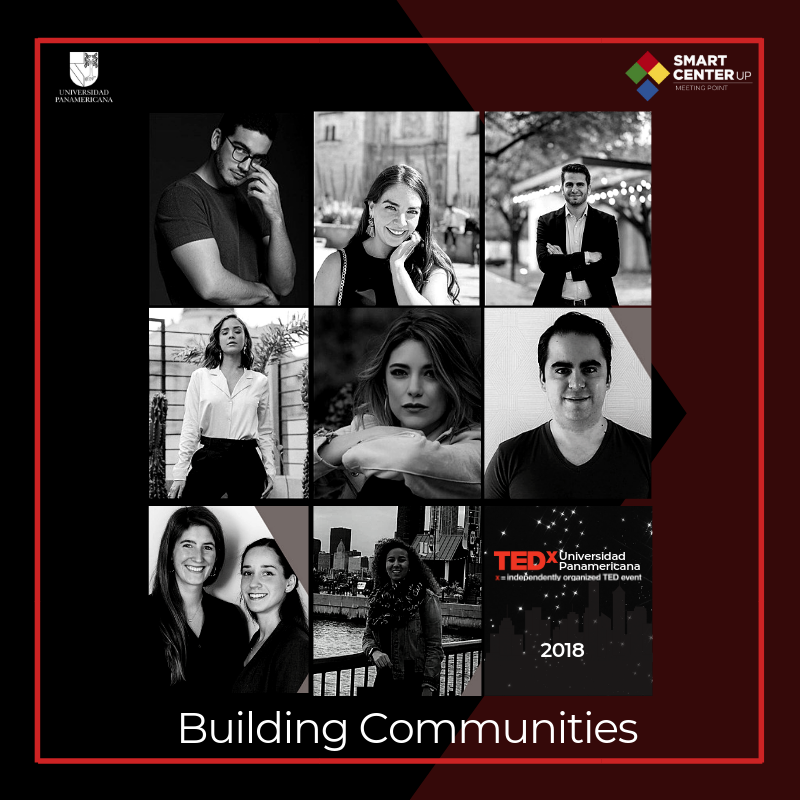 UNIVERSIDAD
PANAMERICANA
SMART
CENTER UP
MEETING POINT
TEDx Universidad
Panamericana
x = independently organized TED event
2018
Building Communities